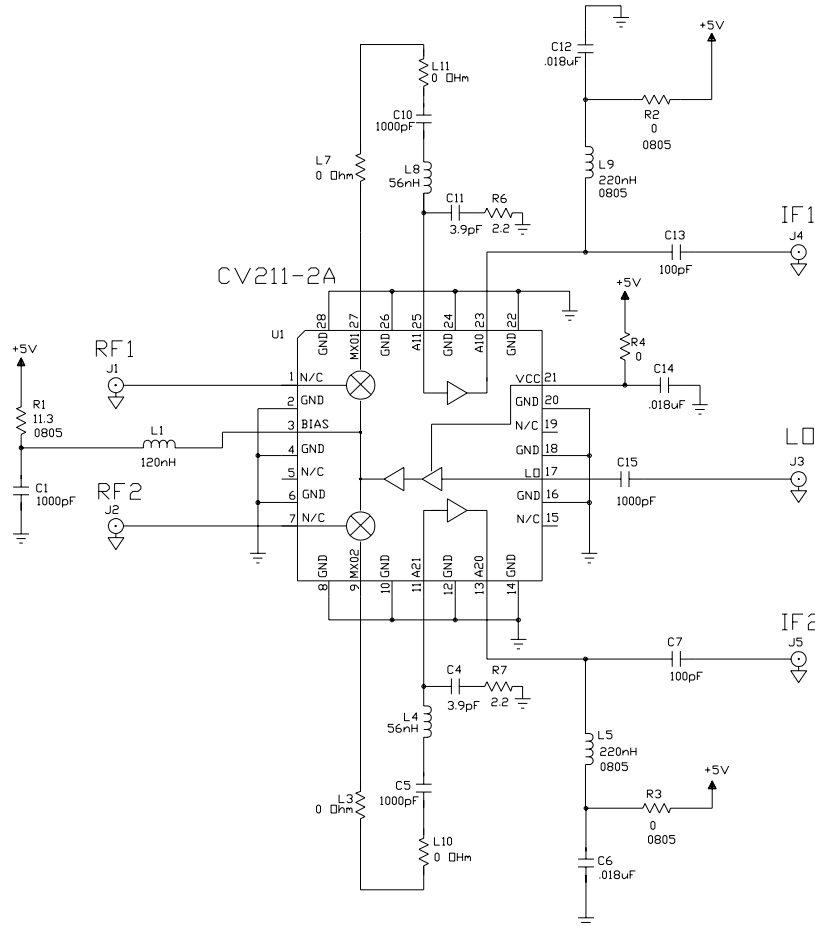 +5V
C12
.018uF
L11
0 OHm
R2
0
0805
C10
1000pF
L7
0 Ohm
L8
56nH
L9
220nH
0805
C11
3.9pF
R6
2.2
IF1
J4
C13
100pF
CV211-2A
+5V
U1
GND 28
MXO1 27
GND 26
A11 25
GND 24
A10 23
GND 22
R4
0
+5V
RF1
J1
1 N/C
2 GND
3 BIAS
4 GND
5 N/C
6 GND
7 N/C
VCC 21
GND 20
N/C 19
GND 18
LO 17
GND 16
N/C 15
C14
.018uF
R1
11.3
0805
L1
120nH
C1
1000pF
RF2
J2
LO
J3
C15
1000pF
8 GND
9 MXO2
10 GND
11 A21
12 GND
13 A20
14 GND
IF2
J5
C7
100pF
C4
3.9pF
R7
2.2
L4
56nH
L5
220nH
0805
+5V
C5
1000pF
L3
0 Ohm
R3
0
0805
L10
0 OHm
C6
.018uF